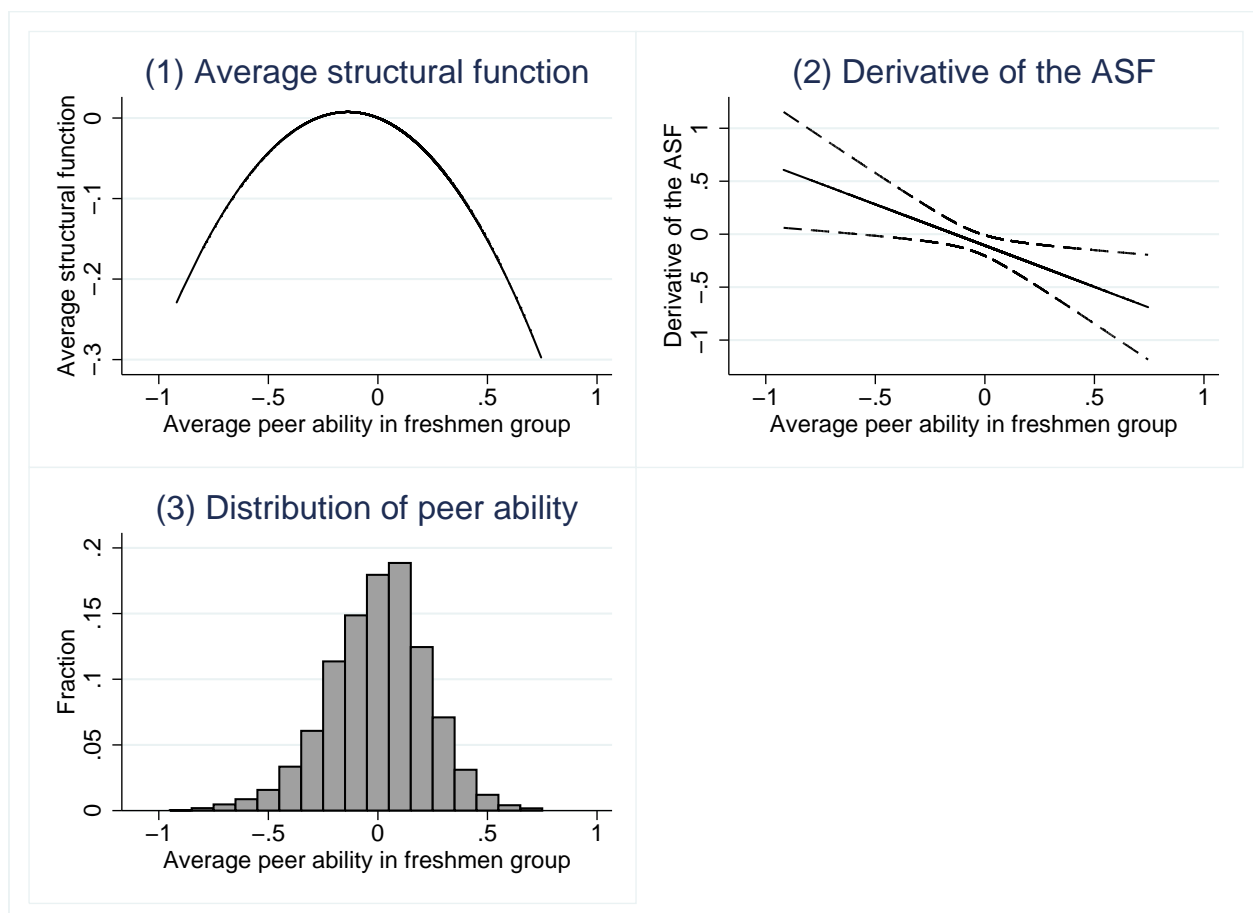 (1) Average structural function
Average structural function
0
−.1
−.2
−.3
−1 −.5 0 .5 1
Average peer ability in freshmen group
(2) Derivative of the ASF
Derivative of the ASF
1
.5
0
−.5
−1
−1 −.5 0 .5 1
Average peer ability in freshmen group
(3) Distribution of peer ability
Fraction
.2
.15
.1
.05
0
−1 −.5 0 .5 1
Average peer ability in freshmen group